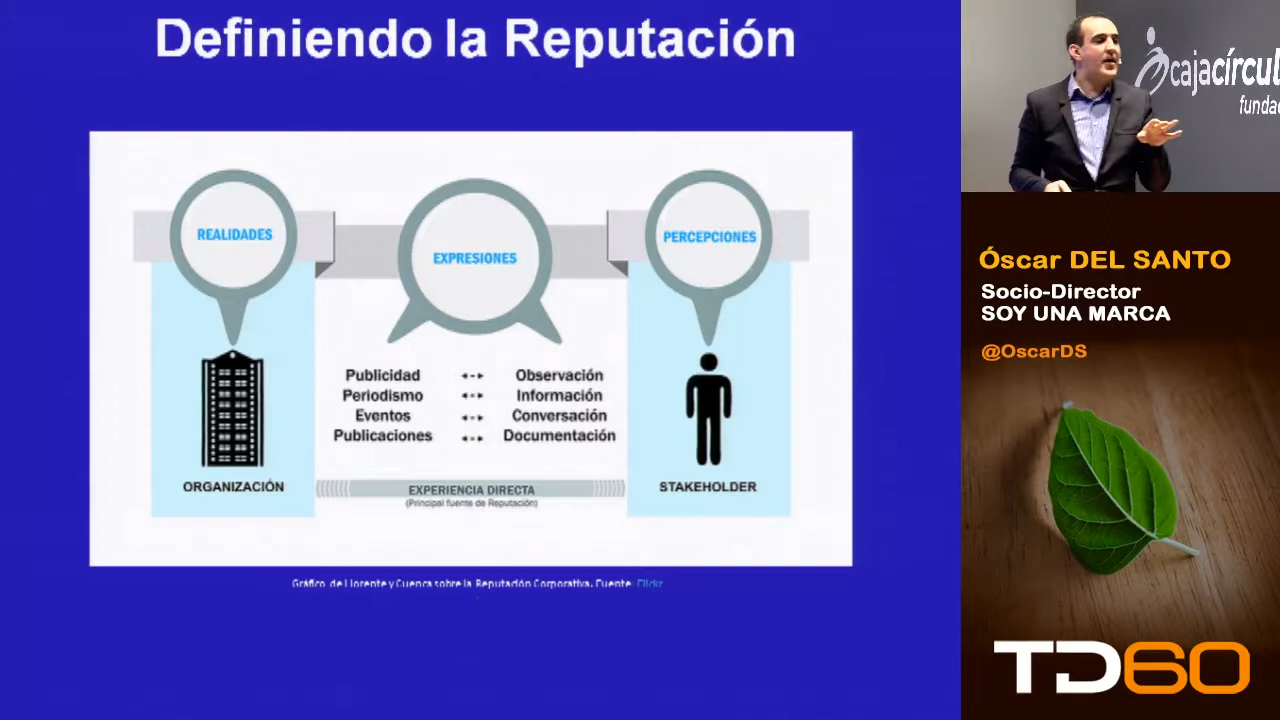 Definiendo la Reputación
REALIDADES
EXPRESIONES
PERCEPCIONES
Publicidad
Observación
Periodismo
Información
Eventos
Conversación
Publicaciones
Documentación
ORGANIZACIÓN
EXPERIENCIA DIRECTA
(Principal fuente de Reputación)
STAKEHOLDER
Gráfico de Llorente y Cuenca sobre la Reputación Corporativa. Fuente: Flickr
cajacírcul
funda
Óscar DEL SANTO
Socio-Director
SOY UNA MARCA
@OscarDS
TD60